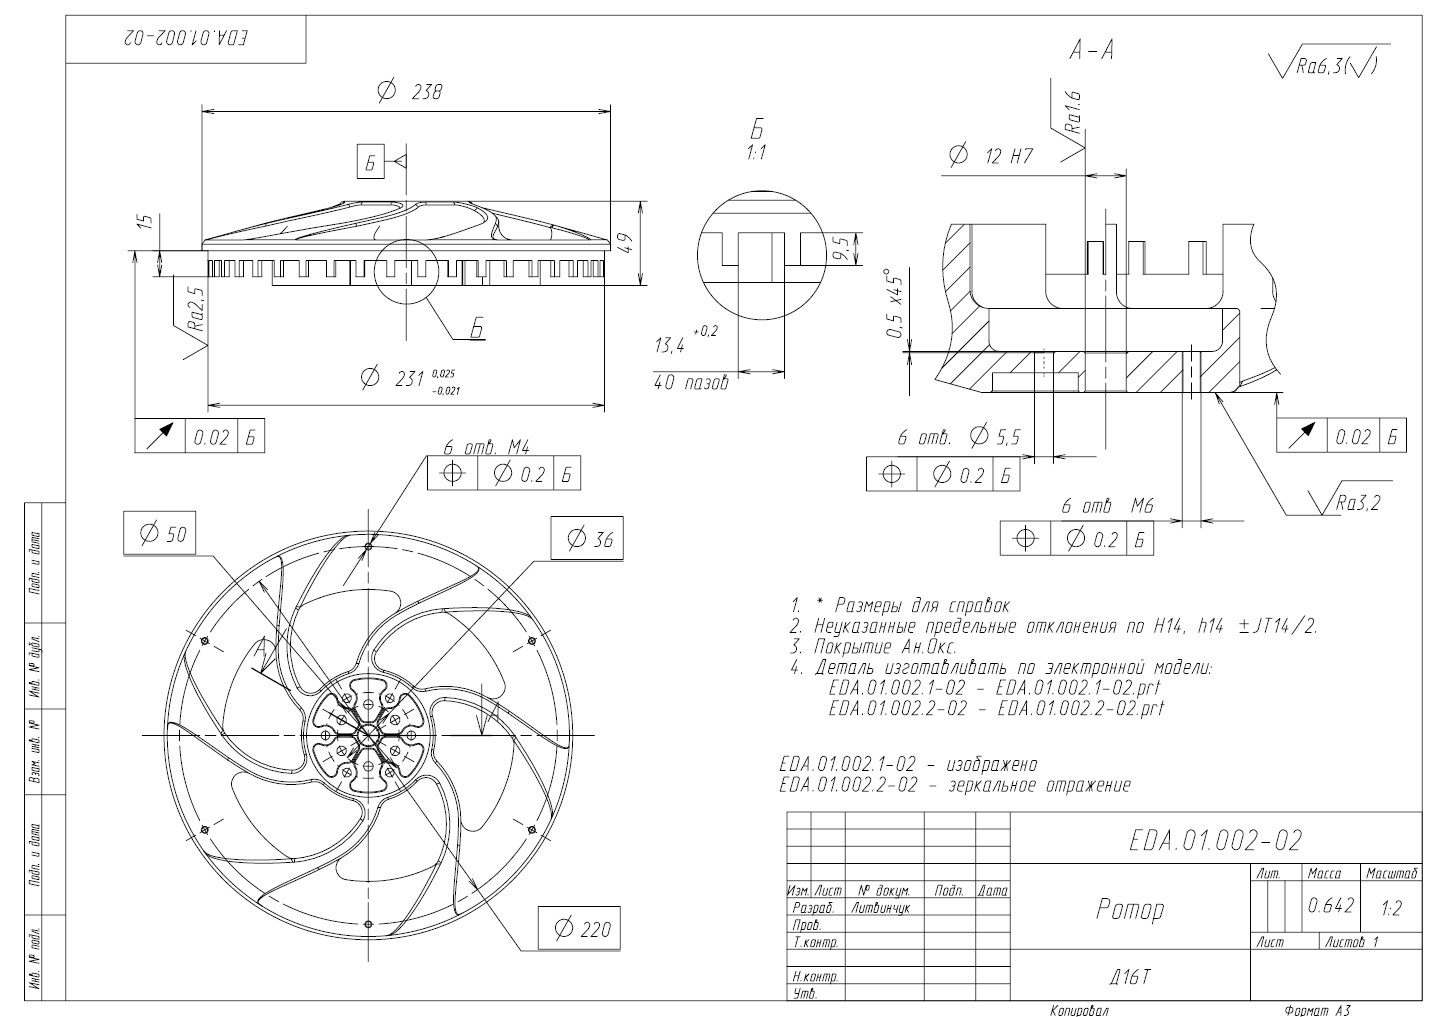 EDA.01.002-02
Ø 238
Б
15
49
Ra2,5
Б
Ø 231 0,025 -0,021
0.02 Б
Б
1:1
9,5
13,4 +0,2
40 пазов
А-А
Ra6,3(√)
Ra1.6
Ø 12 H7
0,5 x45°
6 отв. Ø 5,5
Ø 0.2 Б
0.02 Б
Ra3,2
6 отв М6
Ø 0.2 Б
6 отв. М4
Ø 0.2 Б
Ø 50
Ø 36
А
А
Ø 220
1. * Размеры для справок
2. Неуказанные предельные отклонения по H14, h14 ±JT14/2.
3. Покрытие Ан.Окс.
4. Деталь изготавливать по электронной модели:
EDA.01.002.1-02 - EDA.01.002.1-02.prt
EDA.01.002.2-02 - EDA.01.002.2-02.prt
EDA.01.002.1-02 - изображено
EDA.01.002.2-02 - зеркальное отражение
EDA.01.002-02
Изм. Лист № докум. Подп. Дата
Разраб. Литвинчук
Пров.
Т.контр.
Н.контр.
Утв.
Ротор
Лит. Масса Масштаб
0.642 1:2
Лист Листов 1
Д16Т
Копировал Формат А3
Подп. и дата
Инв. № дубл.
Взам. инв. №
Подп. и дата
Инв. № подл.